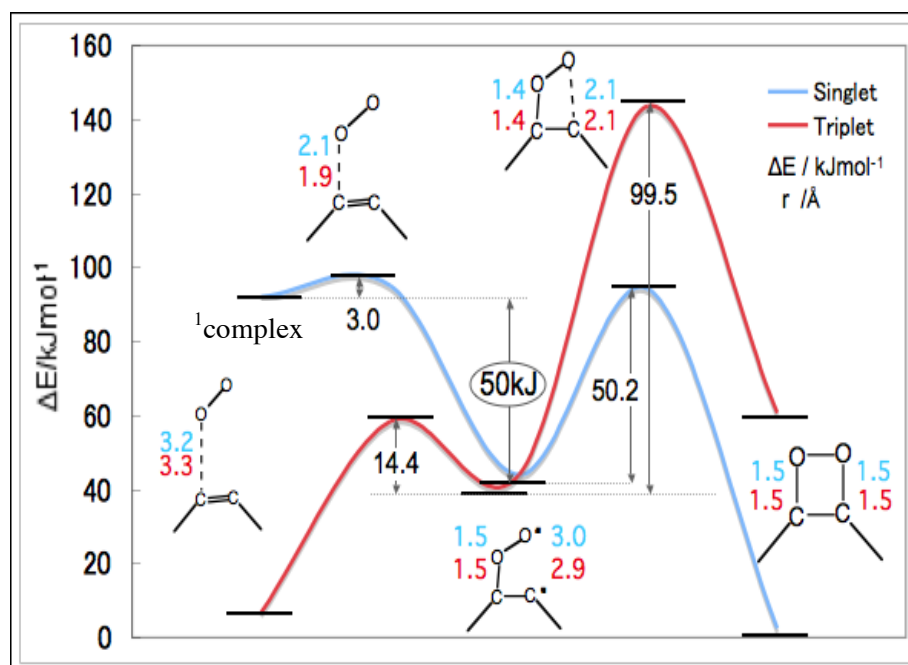 160
140
120
100
80
60
40
20
0
ΔE/kJmol¹
Singlet
Triplet
ΔE / kJmol⁻¹
r /Å
O
O
2.1
1.9
C
C
O
O
1.4
2.1
1.4
C
C
2.1
99.5
3.0
¹complex
50kJ
50.2
14.4
O
O
3.2
3.3
C
C
O
O
1.5
1.5
1.5
C
C
1.5
1.5
O
3.0
O
1.5
2.9
C
C